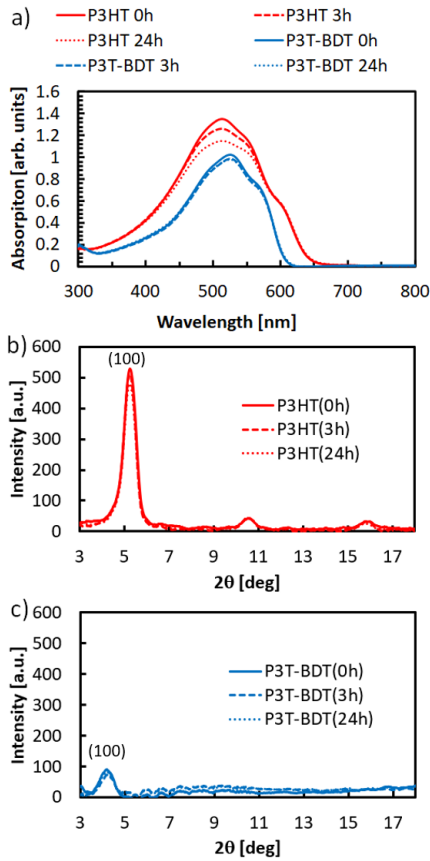 a)
P3HT 0h P3HT 3h
P3HT 24h P3T-BDT 0h
P3T-BDT 3h P3T-BDT 24h
Absorpiton [arb. units]
1.6
1.4
1.2
1
0.8
0.6
0.4
0.2
0
300 400 500 600 700 800
Wavelength [nm]
b)
Intensity [a.u.]
600
500
400
300
200
100
0
(100)
P3HT(0h)
P3HT(3h)
P3HT(24h)
3 5 7 9 11 13 15 17
2θ [deg]
c)
Intensity [a.u.]
600
500
400
300
200
100
0
P3T-BDT(0h)
P3T-BDT(3h)
P3T-BDT(24h)
(100)
3 5 7 9 11 13 15 17
2θ [deg]